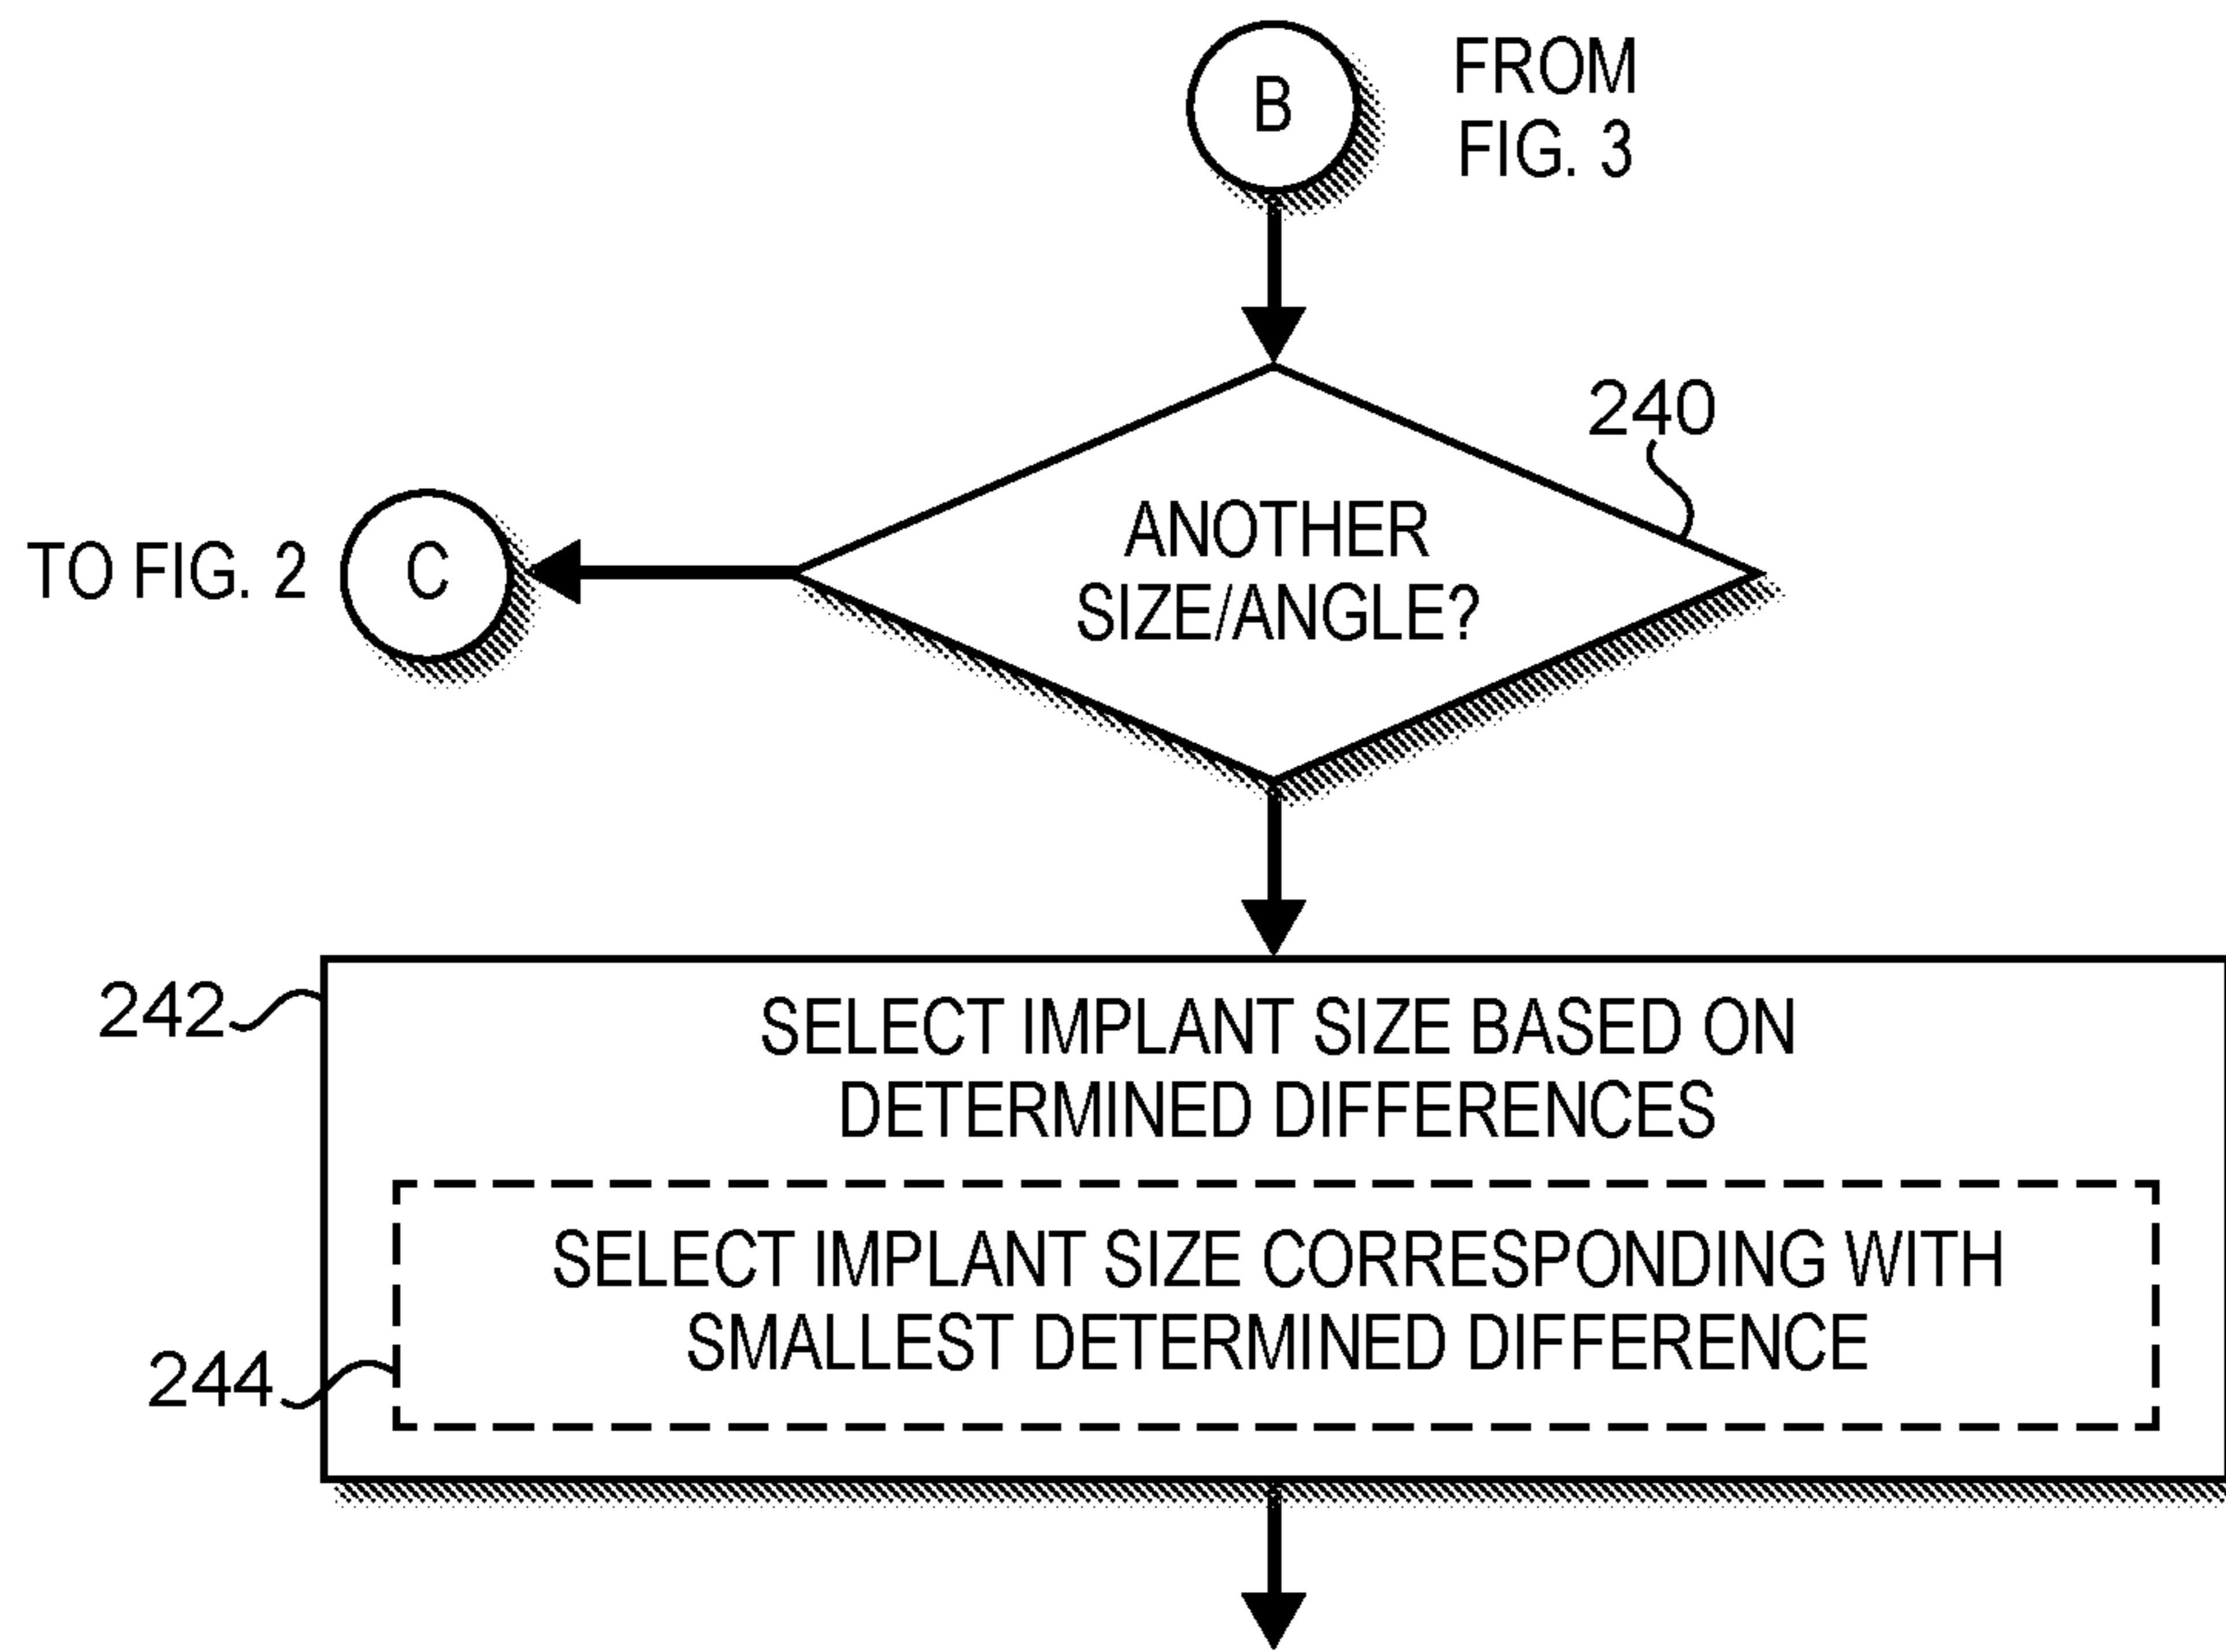 B
FROM
FIG. 3
240
ANOTHER
SIZE/ANGLE?
TO FIG. 2
C
242
SELECT IMPLANT SIZE BASED ON
DETERMINED DIFFERENCES
SELECT IMPLANT SIZE CORRESPONDING WITH
SMALLEST DETERMINED DIFFERENCE
244